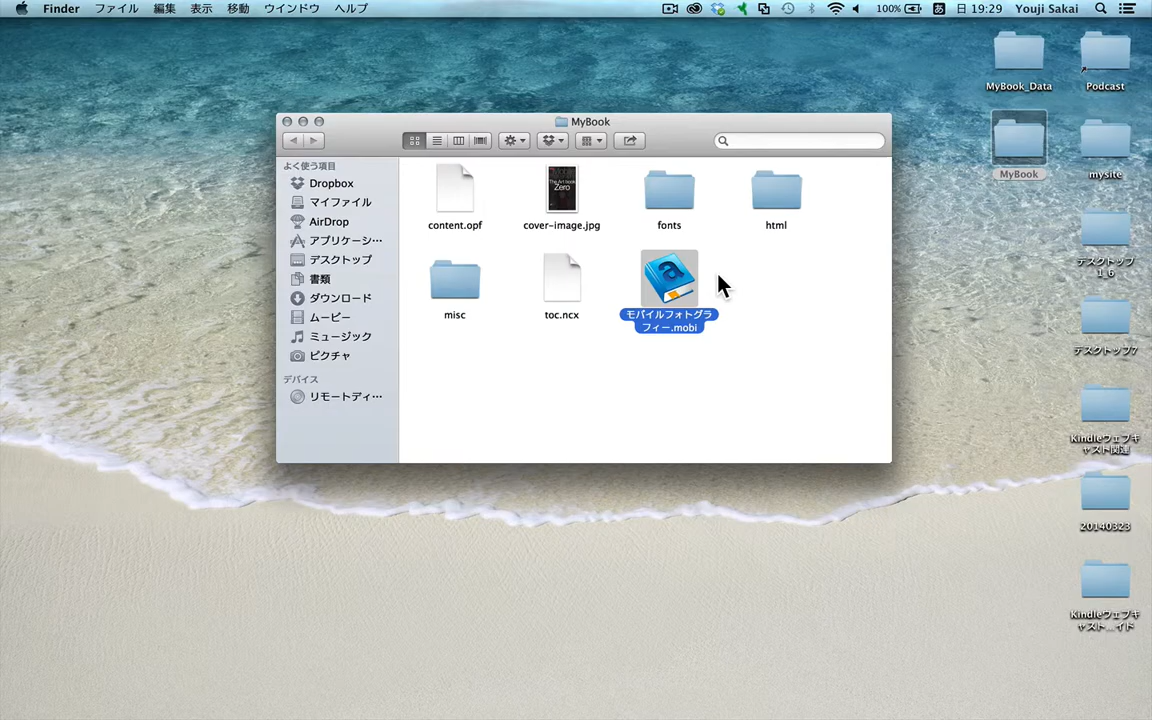 Finder ファイル 編集 表示 移動 ウインドウ ヘルプ 100% あ 日 19:29 Youji Sakai
MyBook_Data
Podcast
MyBook
よく使う項目
Dropbox
マイファイル
AirDrop
アプリケーシ…
デスクトップ
書類
ダウンロード
ムービー
ミュージック
ピクチャ
デバイス
リモートディ…
content.opf
cover-image.jpg
The Art book
Zero
fonts
html
misc
toc.ncx
a
モバイルフォトグラ
フィー.mobi
MyBook
mysite
デスクトップ
1_6
デスクトップ7
Kindleウェブキ
ャスト関連
20140323
Kindleウェブキ
ャスト...イド